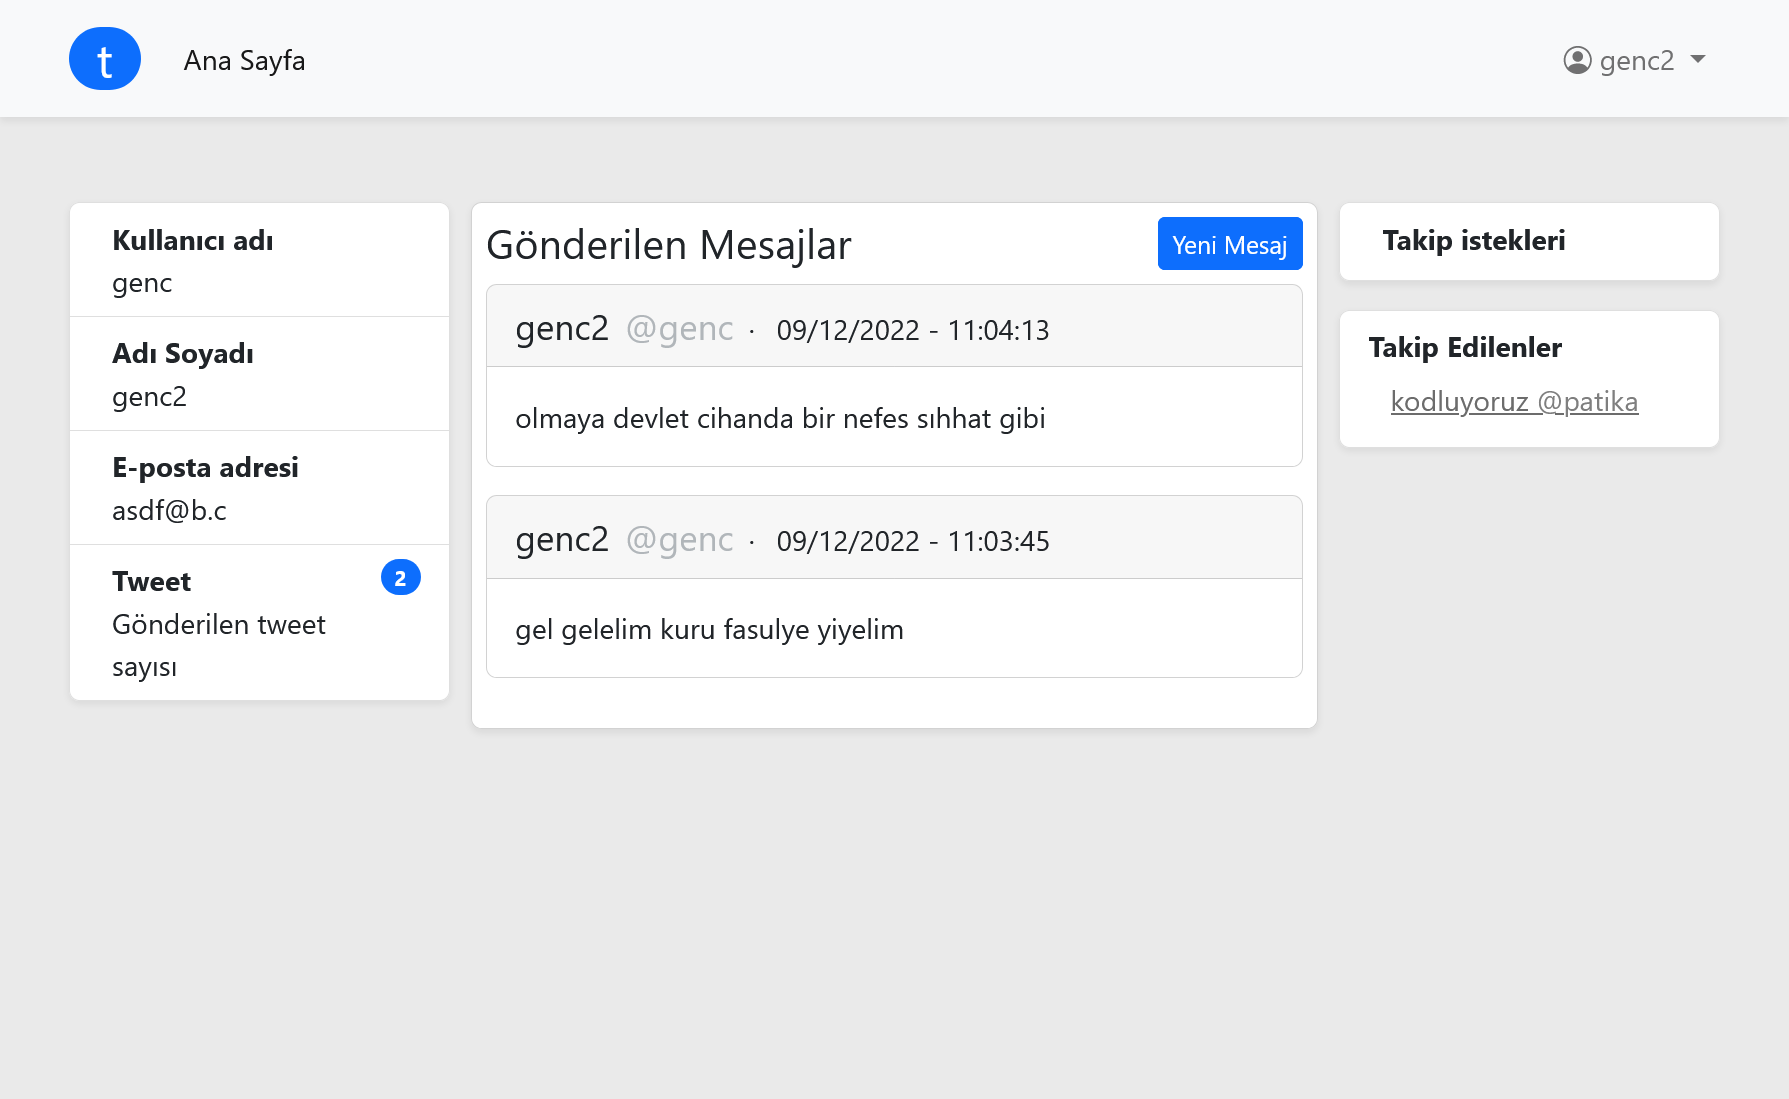 t
Ana Sayfa
genc2
Kullanıcı adı
genc
Adı Soyadı
genc2
E-posta adresi
asdf@b.c
Tweet 2
Gönderilen tweet
sayısı
Gönderilen Mesajlar Yeni Mesaj
genc2 @genc · 09/12/2022 - 11:04:13
olmaya devlet cihanda bir nefes sıhhat gibi
genc2 @genc · 09/12/2022 - 11:03:45
gel gelelim kuru fasulye yiyelim
Takip istekleri
Takip Edilenler
kodluyoruz @patika